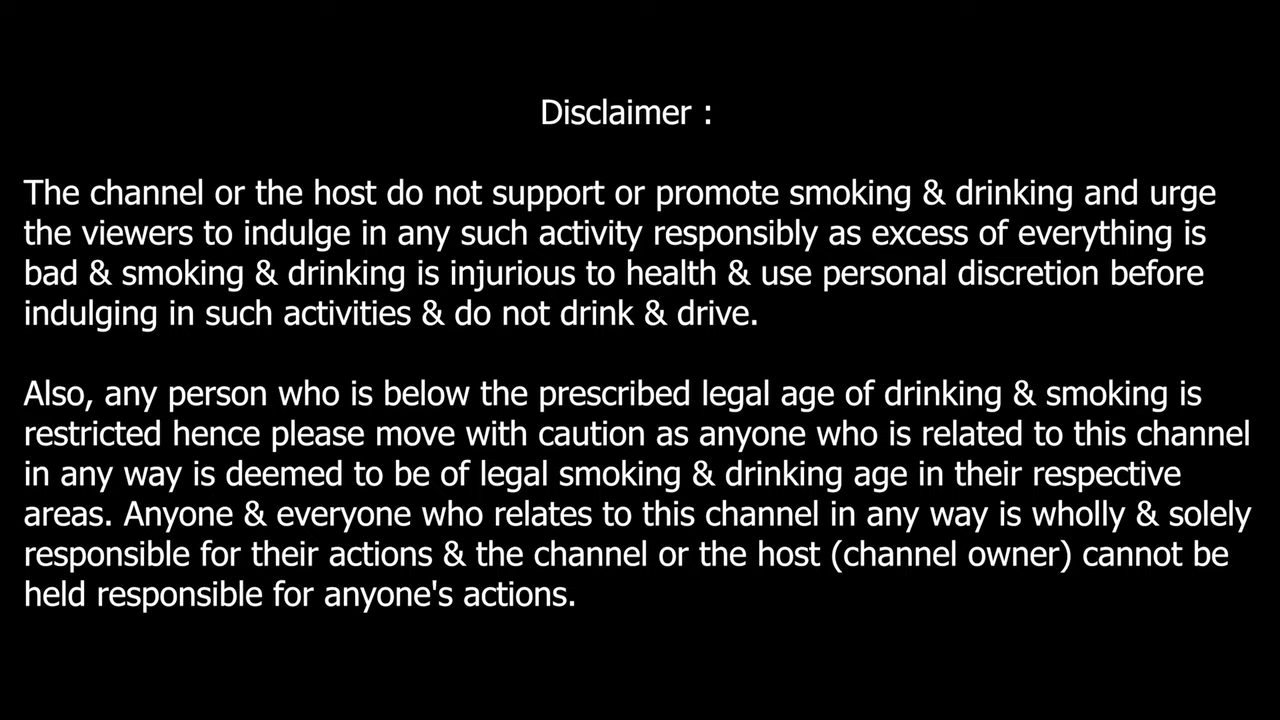 Disclaimer :
The channel or the host do not support or promote smoking & drinking and urge
the viewers to indulge in any such activity responsibly as excess of everything is
bad & smoking & drinking is injurious to health & use personal discretion before
indulging in such activities & do not drink & drive.
Also, any person who is below the prescribed legal age of drinking & smoking is
restricted hence please move with caution as anyone who is related to this channel
in any way is deemed to be of legal smoking & drinking age in their respective
areas. Anyone & everyone who relates to this channel in any way is wholly & solely
responsible for their actions & the channel or the host (channel owner) cannot be
held responsible for anyone's actions.